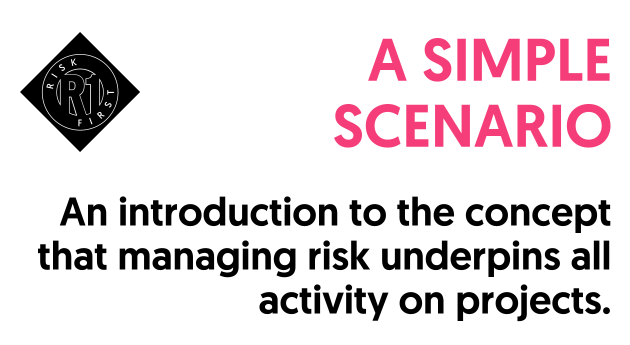 RISK
R1
FIRST
A SIMPLE
SCENARIO
An introduction to the concept
that managing risk underpins all
activity on projects.